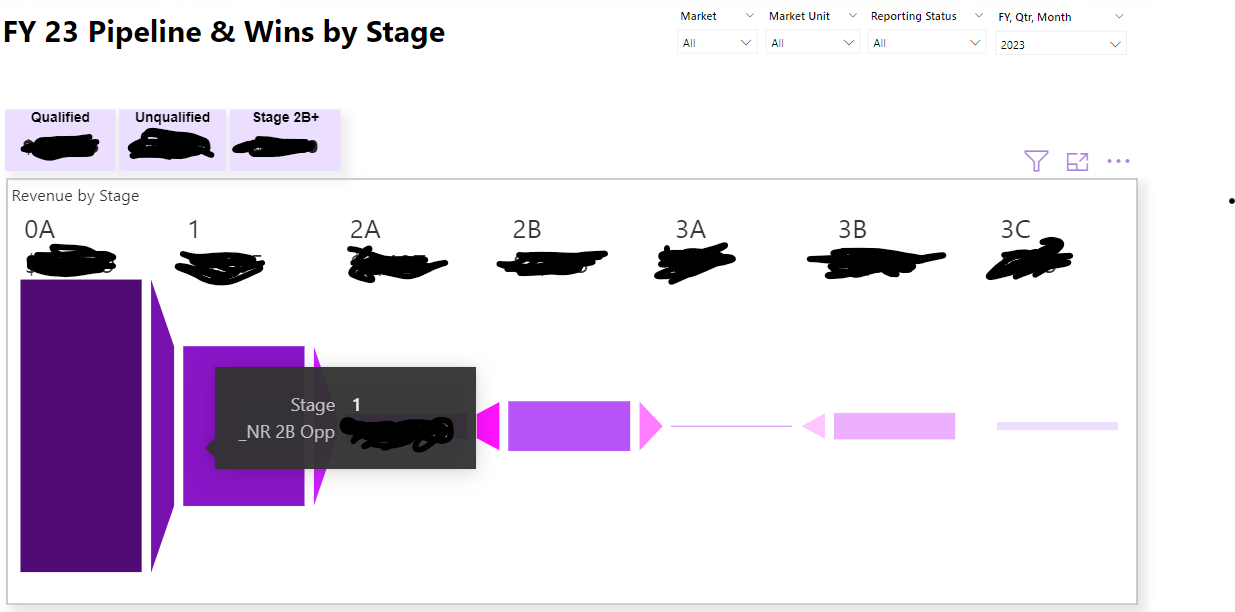 FY 23 Pipeline & Wins by Stage
Market Market Unit Reporting Status FY, Qtr, Month
All All All 2023
Qualified Unqualified Stage 2B+
Revenue by Stage
0A 1 2A 2B 3A 3B 3C
Stage 1
_NR 2B Opp